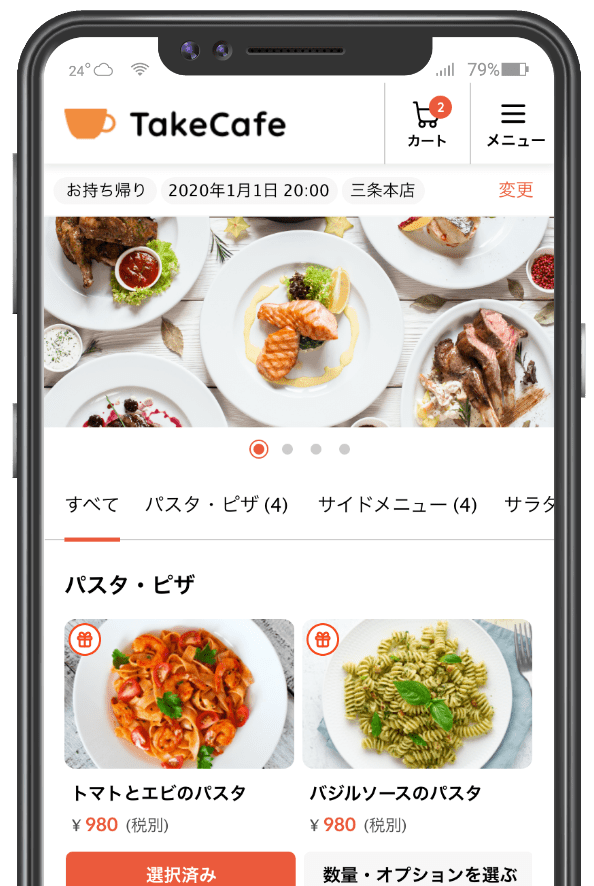 24° 79%
TakeCafe
2
カート
メニュー
お持ち帰り 2020年1月1日 20:00 三条本店 変更
すべて パスタ・ピザ (4) サイドメニュー (4) サラダ
パスタ・ピザ
トマトとエビのパスタ バジルソースのパスタ
¥ 980 (税別) ¥ 980 (税別)
選択済み 数量・オプションを選ぶ